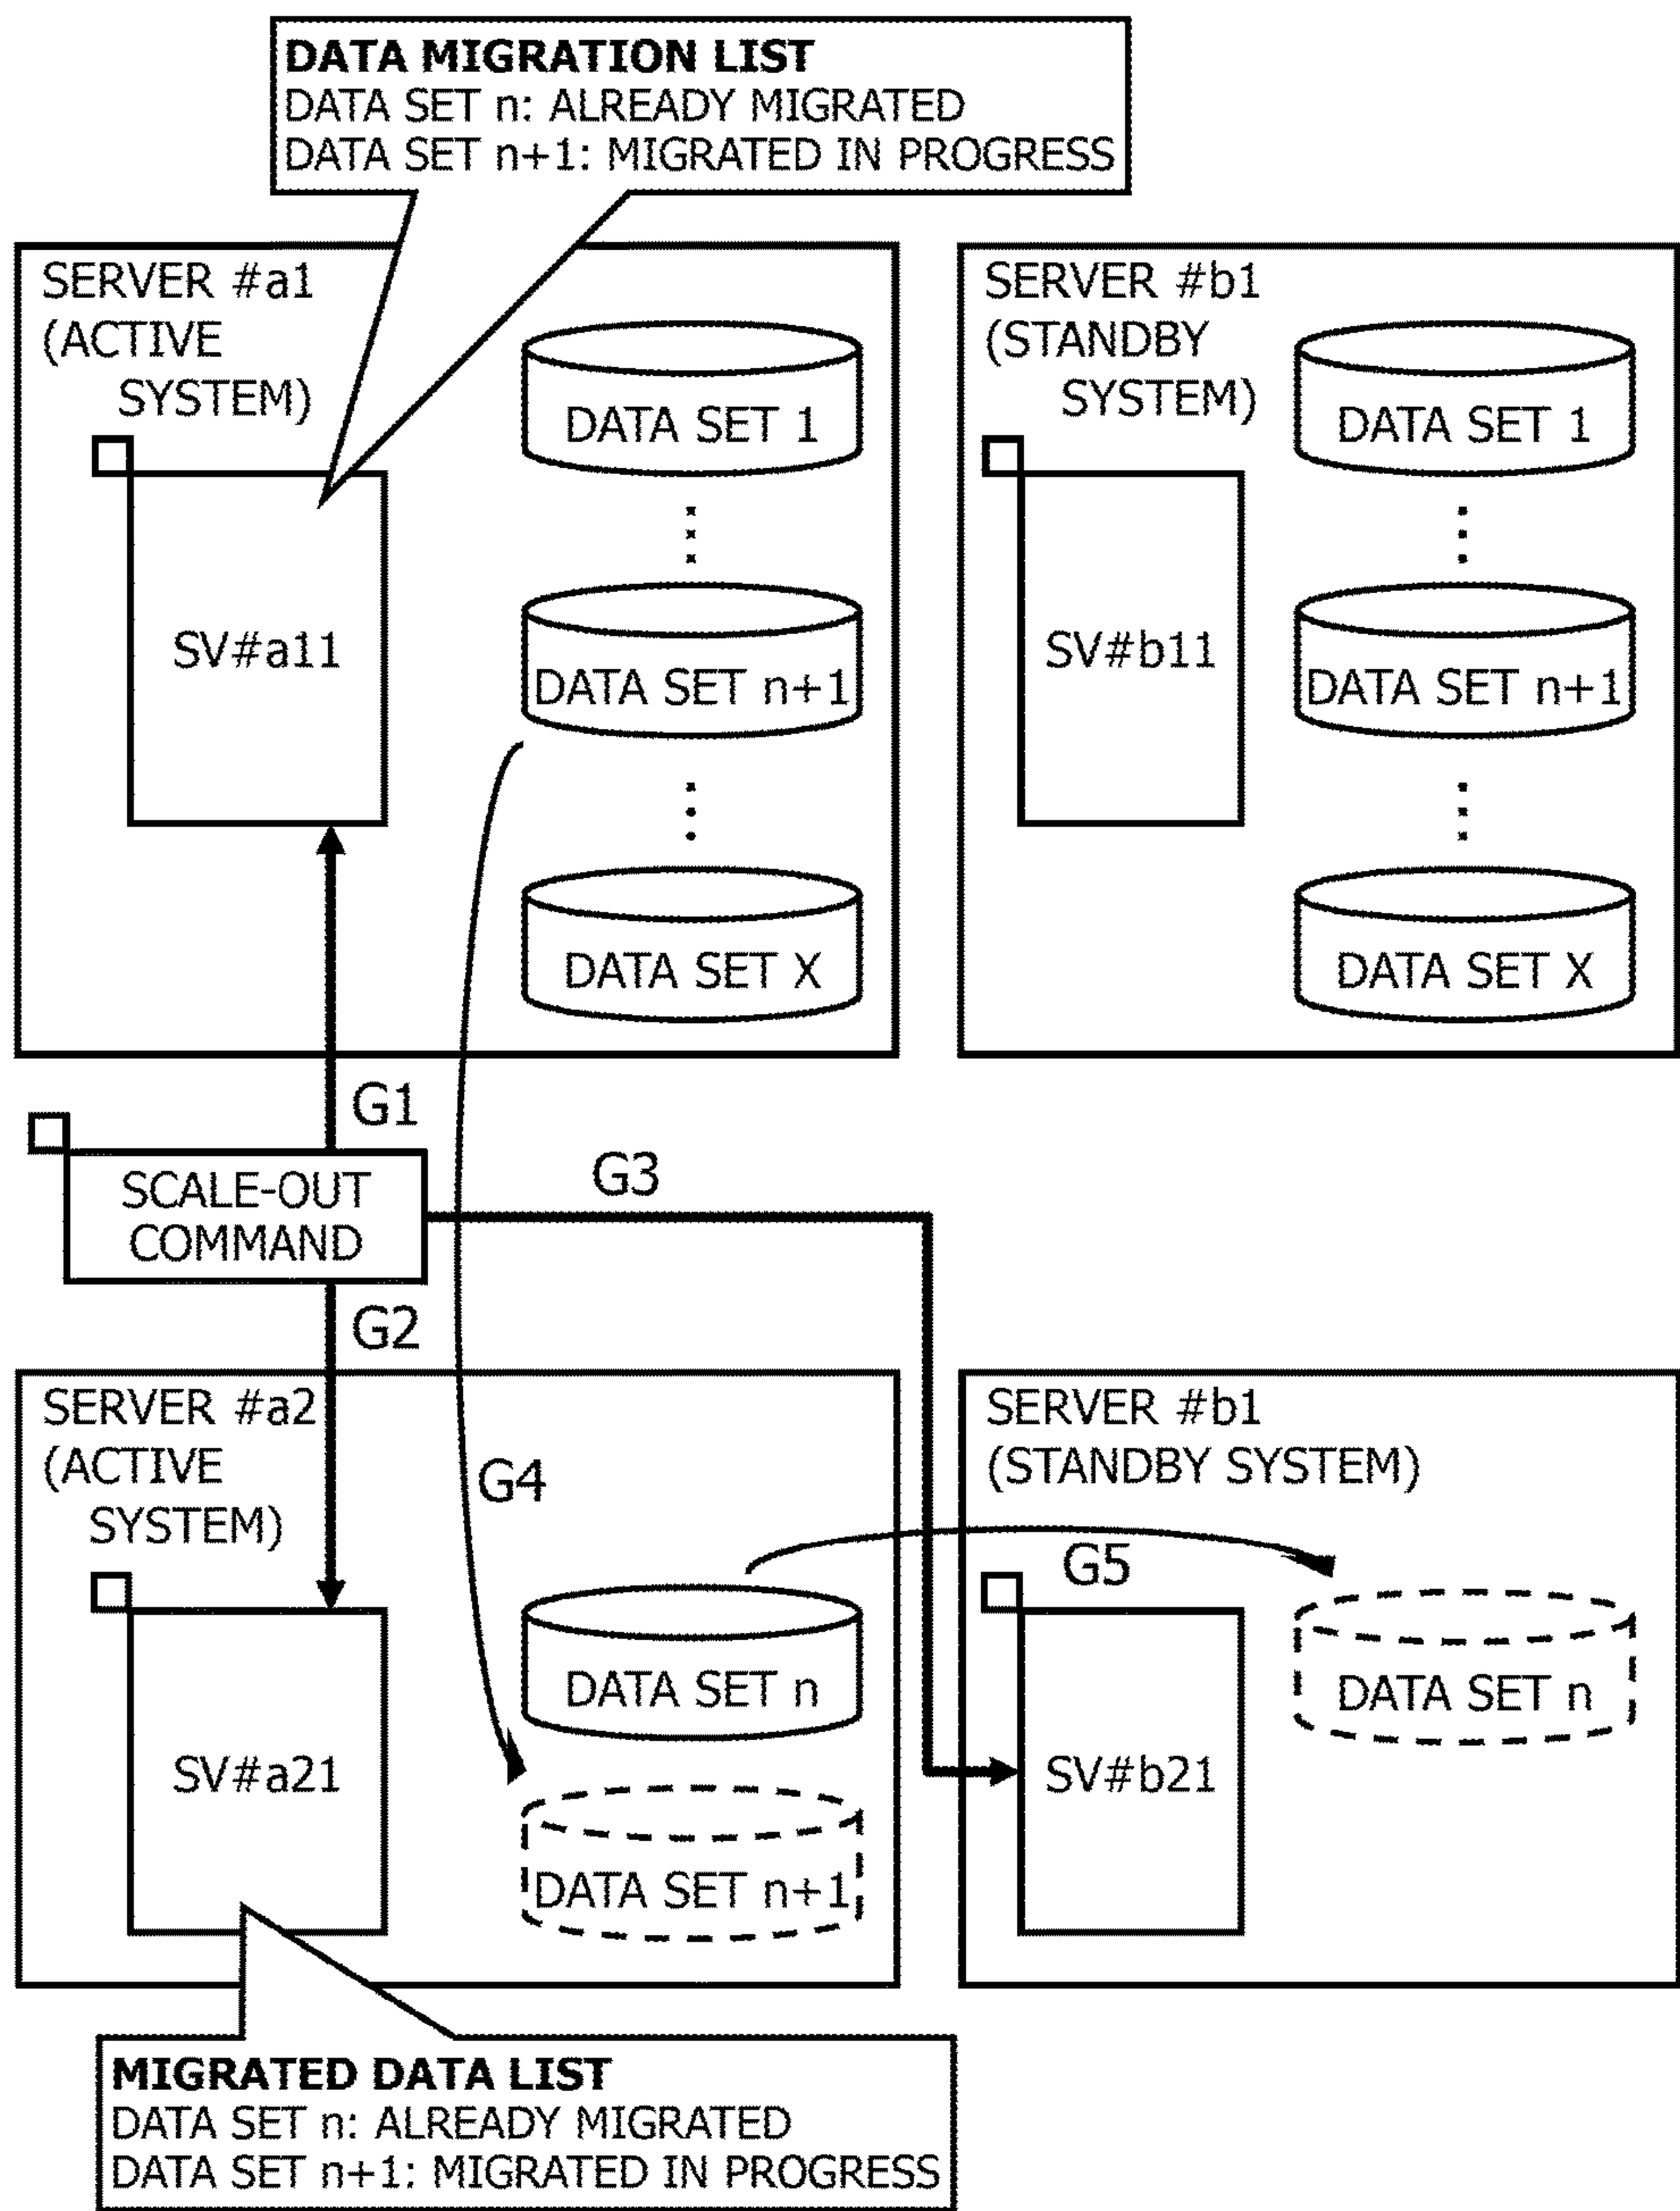 DATA MIGRATION LIST
DATA SET n: ALREADY MIGRATED
DATA SET n+1: MIGRATED IN PROGRESS
SERVER #a1
(ACTIVE
SYSTEM)
DATA SET 1
SV#a11
DATA SET n+1
DATA SET X
SERVER #b1
(STANDBY
SYSTEM)
DATA SET 1
SV#b11
DATA SET n+1
DATA SET X
G1
SCALE-OUT
COMMAND
G3
G2
SERVER #a2
(ACTIVE
SYSTEM)
G4
DATA SET n
SV#a21
DATA SET n+1
SERVER #b1
(STANDBY SYSTEM)
G5
DATA SET n
SV#b21
MIGRATED DATA LIST
DATA SET n: ALREADY MIGRATED
DATA SET n+1: MIGRATED IN PROGRESS